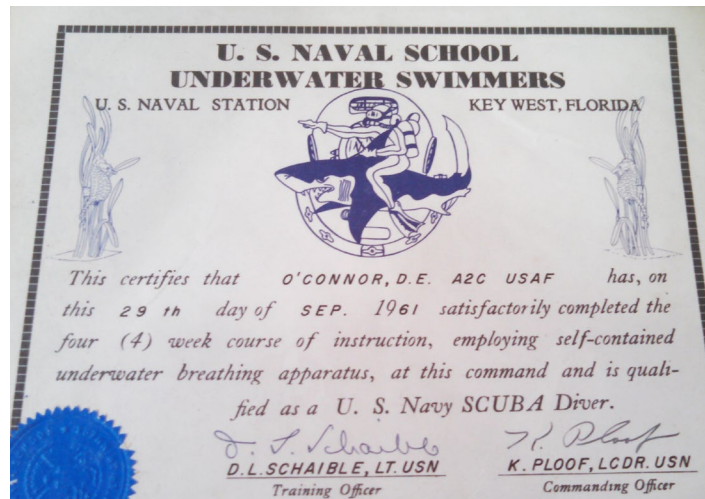 U. S. NAVAL SCHOOL
UNDERWATER SWIMMERS
U. S. NAVAL STATION KEY WEST, FLORIDA
This certifies that O'CONNOR, D.E. A2C USAF has, on
this 29 th day of SEP. 1961 satisfactorily completed the
four (4) week course of instruction, employing self-contained
underwater breathing apparatus, at this command and is quali-
fied as a U. S. Navy SCUBA Diver.
D. L. Schaible K. Ploof
D.L.SCHAIBLE, LT. USN K. PLOOF, LCDR. USN
Training Officer Commanding Officer